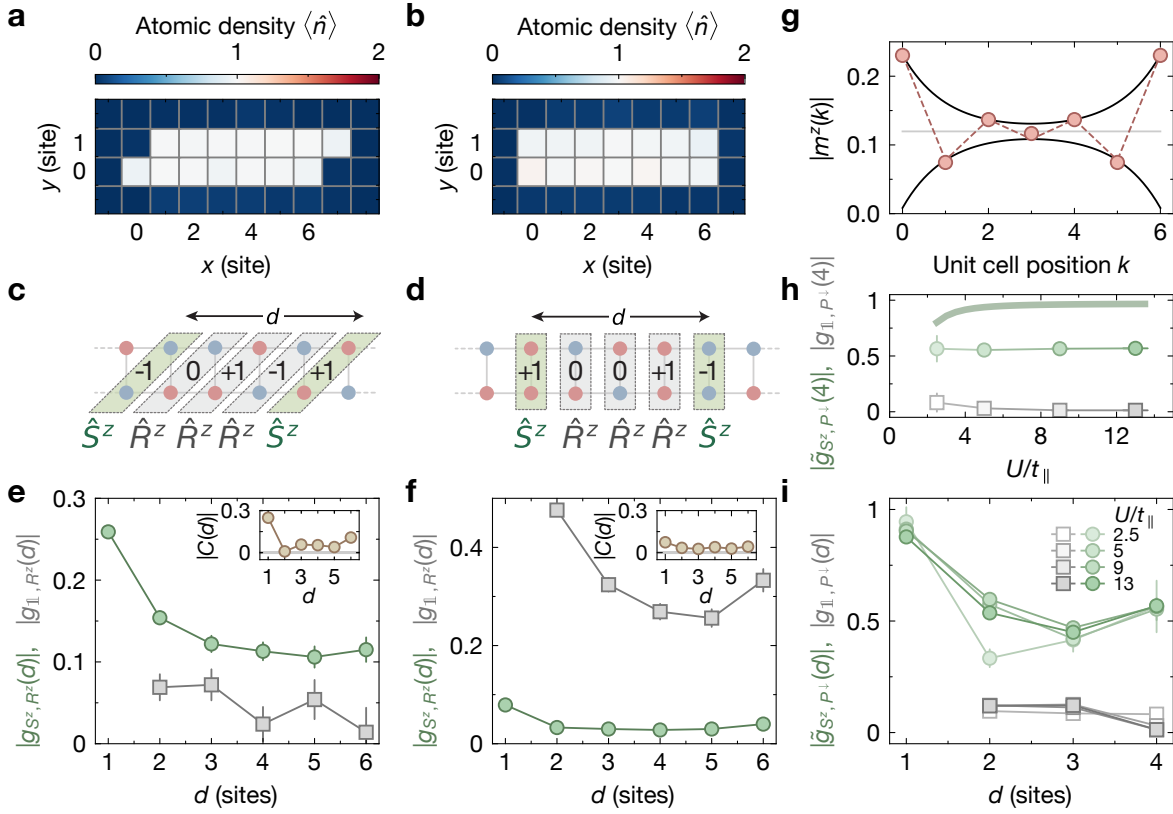 a
Atomic density ⟨n̂⟩
0 1 2
y (site)
1
0
0 2 4 6
x (site)
b
Atomic density ⟨n̂⟩
0 1 2
y (site)
1
0
0 2 4 6
x (site)
g
|m^z(k)|
0.2
0.1
0.0
0 2 4 6
Unit cell position k
c
d
-1 0 +1 -1 +1
Ŝ^z R̂^z R̂^z R̂^z Ŝ^z
d
d
+1 0 0 +1 -1
Ŝ^z R̂^z R̂^z R̂^z Ŝ^z
h
|g̃_{S^z,P^↓}(4)|, |g_{𝟙,P^↓}(4)|
1
0.5
0
4 8 12
U/t_∥
e
|g_{S^z,R^z}(d)|, |g_{𝟙,R^z}(d)|
0.3
0.2
0.1
0
1 2 3 4 5 6
d (sites)
|C(d)|
0.3
0
1 3 5
d
f
|g_{S^z,R^z}(d)|, |g_{𝟙,R^z}(d)|
0.4
0.2
0
1 2 3 4 5 6
d (sites)
|C(d)|
0.3
0
1 3 5
d
i
|g̃_{S^z,P^↓}(d)|, |g_{𝟙,P^↓}(d)|
1
0.5
0
1 2 3 4
d (sites)
U/t_∥
2.5
5
9
13